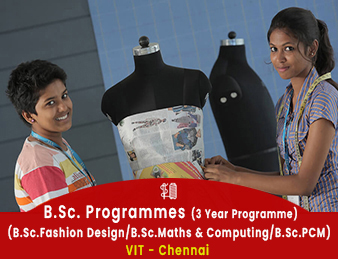 B.Sc. Programmes (3 Year Programme)
(B.Sc.Fashion Design/B.Sc.Maths & Computing/B.Sc.PCM)
VIT - Chennai